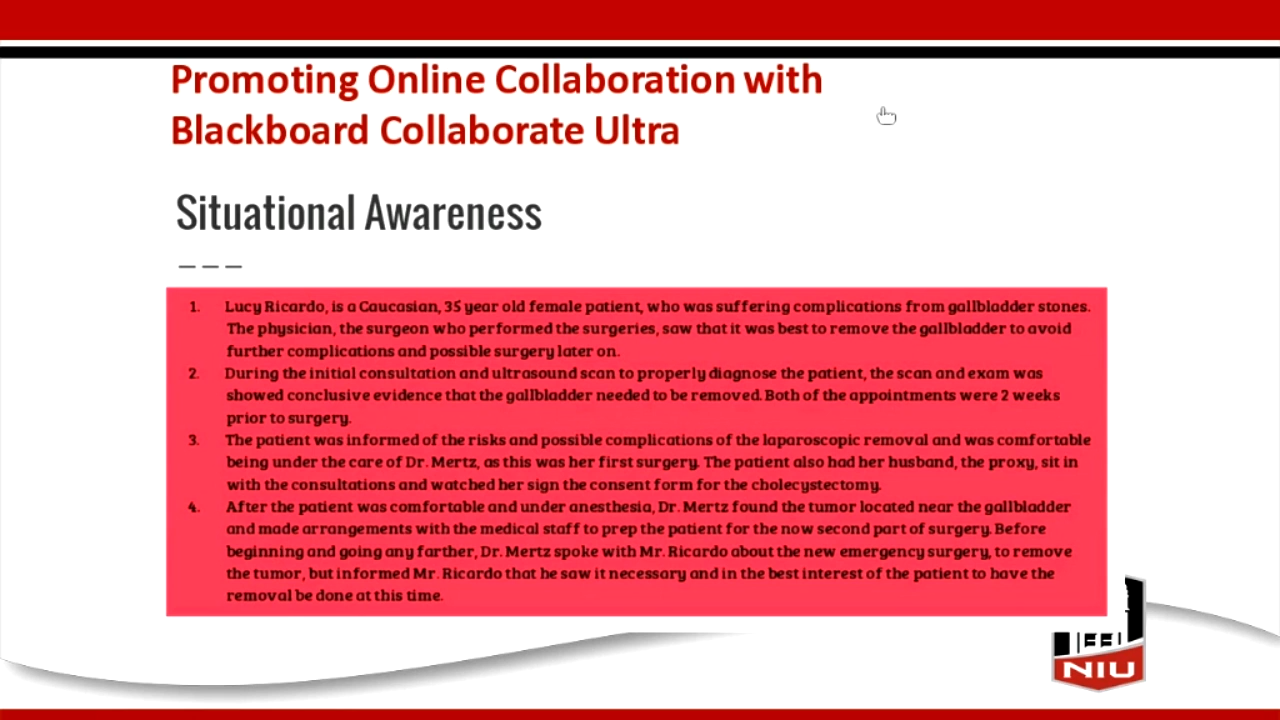 Promoting Online Collaboration with
Blackboard Collaborate Ultra
Situational Awareness
1. Lucy Ricardo, is a Caucasian, 35 year old female patient, who was suffering complications from gallbladder stones.
The physician, the surgeon who performed the surgeries, saw that it was best to remove the gallbladder to avoid
further complications and possible surgery later on.
2. During the initial consultation and ultrasound scan to properly diagnose the patient, the scan and exam was
showed conclusive evidence that the gallbladder needed to be removed. Both of the appointments were 2 weeks
prior to surgery.
3. The patient was informed of the risks and possible complications of the laparoscopic removal and was comfortable
being under the care of Dr. Mertz, as this was her first surgery. The patient also had her husband, the proxy, sit in
with the consultations and watched her sign the consent form for the cholecystectomy.
4. After the patient was comfortable and under anesthesia, Dr. Mertz found the tumor located near the gallbladder
and made arrangements with the medical staff to prep the patient for the now second part of surgery. Before
beginning and going any farther, Dr. Mertz spoke with Mr. Ricardo about the new emergency surgery, to remove
the tumor, but informed Mr. Ricardo that he saw it necessary and in the best interest of the patient to have the
removal be done at this time.
NIU